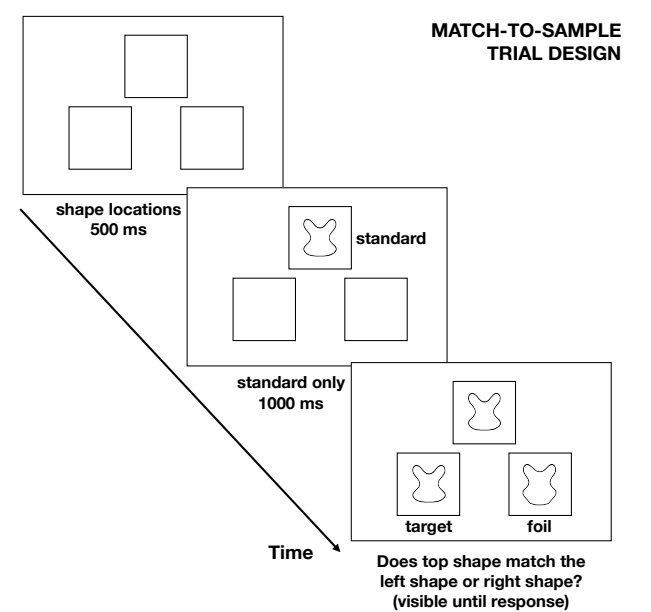 MATCH-TO-SAMPLE
TRIAL DESIGN
shape locations
500 ms
standard
standard only
1000 ms
target
foil
Time
Does top shape match the
left shape or right shape?
(visible until response)